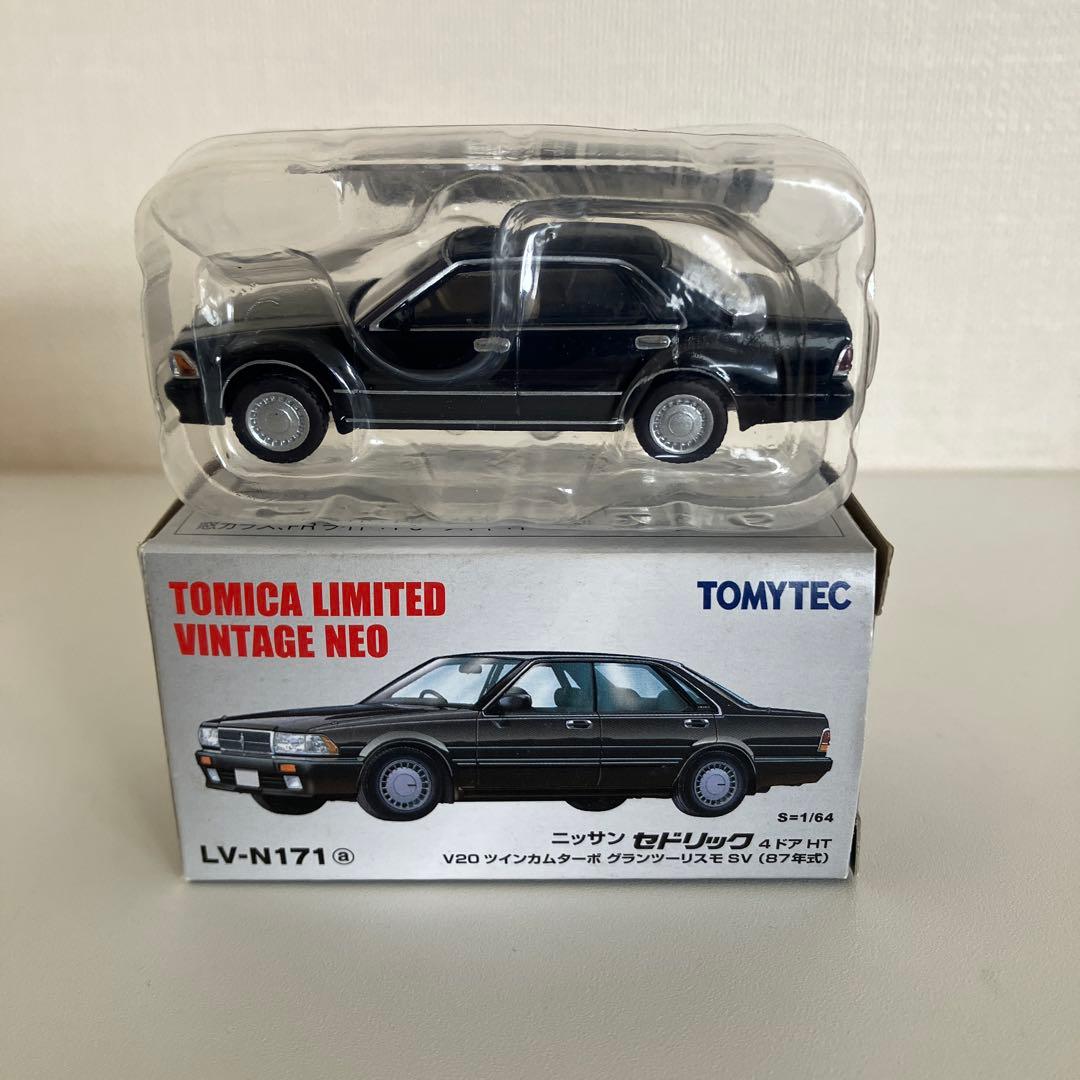 TOMICA LIMITED
VINTAGE NEO
TOMYTEC
S=1/64
LV-N171ⓐ
ニッサン セドリック 4ドアHT
V20 ツインカムターボ グランツーリスモ SV (87年式)